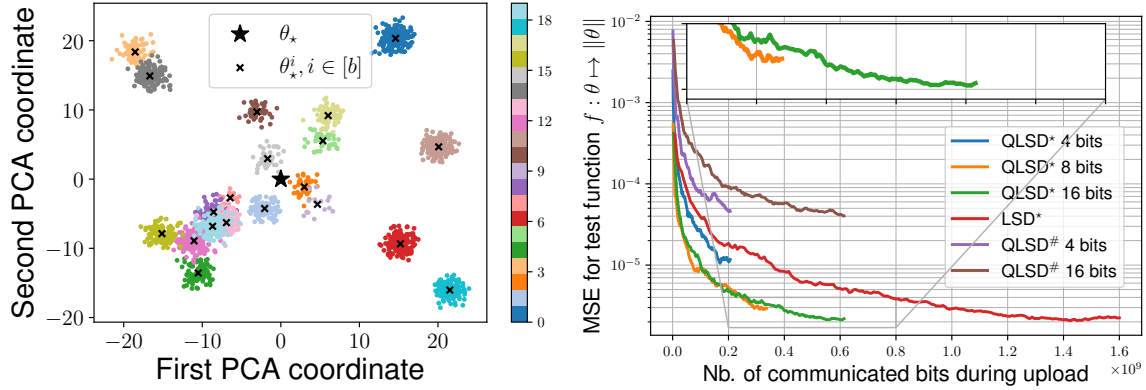 Second PCA coordinate
20
10
0
−10
−20
−20
−10
0
10
20
First PCA coordinate
θ⋆
θ⋆^i, i ∈ [b]
18
15
12
9
6
3
0
MSE for test function f : θ ↦ ||θ||
10^−2
10^−3
10^−4
10^−5
QLSD⋆ 4 bits
QLSD⋆ 8 bits
QLSD⋆ 16 bits
LSD⋆
QLSD# 4 bits
QLSD# 16 bits
0.0
0.2
0.4
0.6
0.8
1.0
1.2
1.4
1.6
×10^9
Nb. of communicated bits during upload